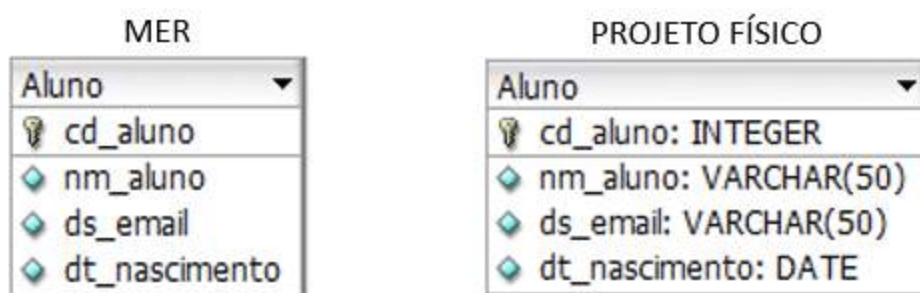 MER
Aluno
cd_aluno
nm_aluno
ds_email
dt_nascimento
PROJETO FÍSICO
Aluno
cd_aluno: INTEGER
nm_aluno: VARCHAR(50)
ds_email: VARCHAR(50)
dt_nascimento: DATE